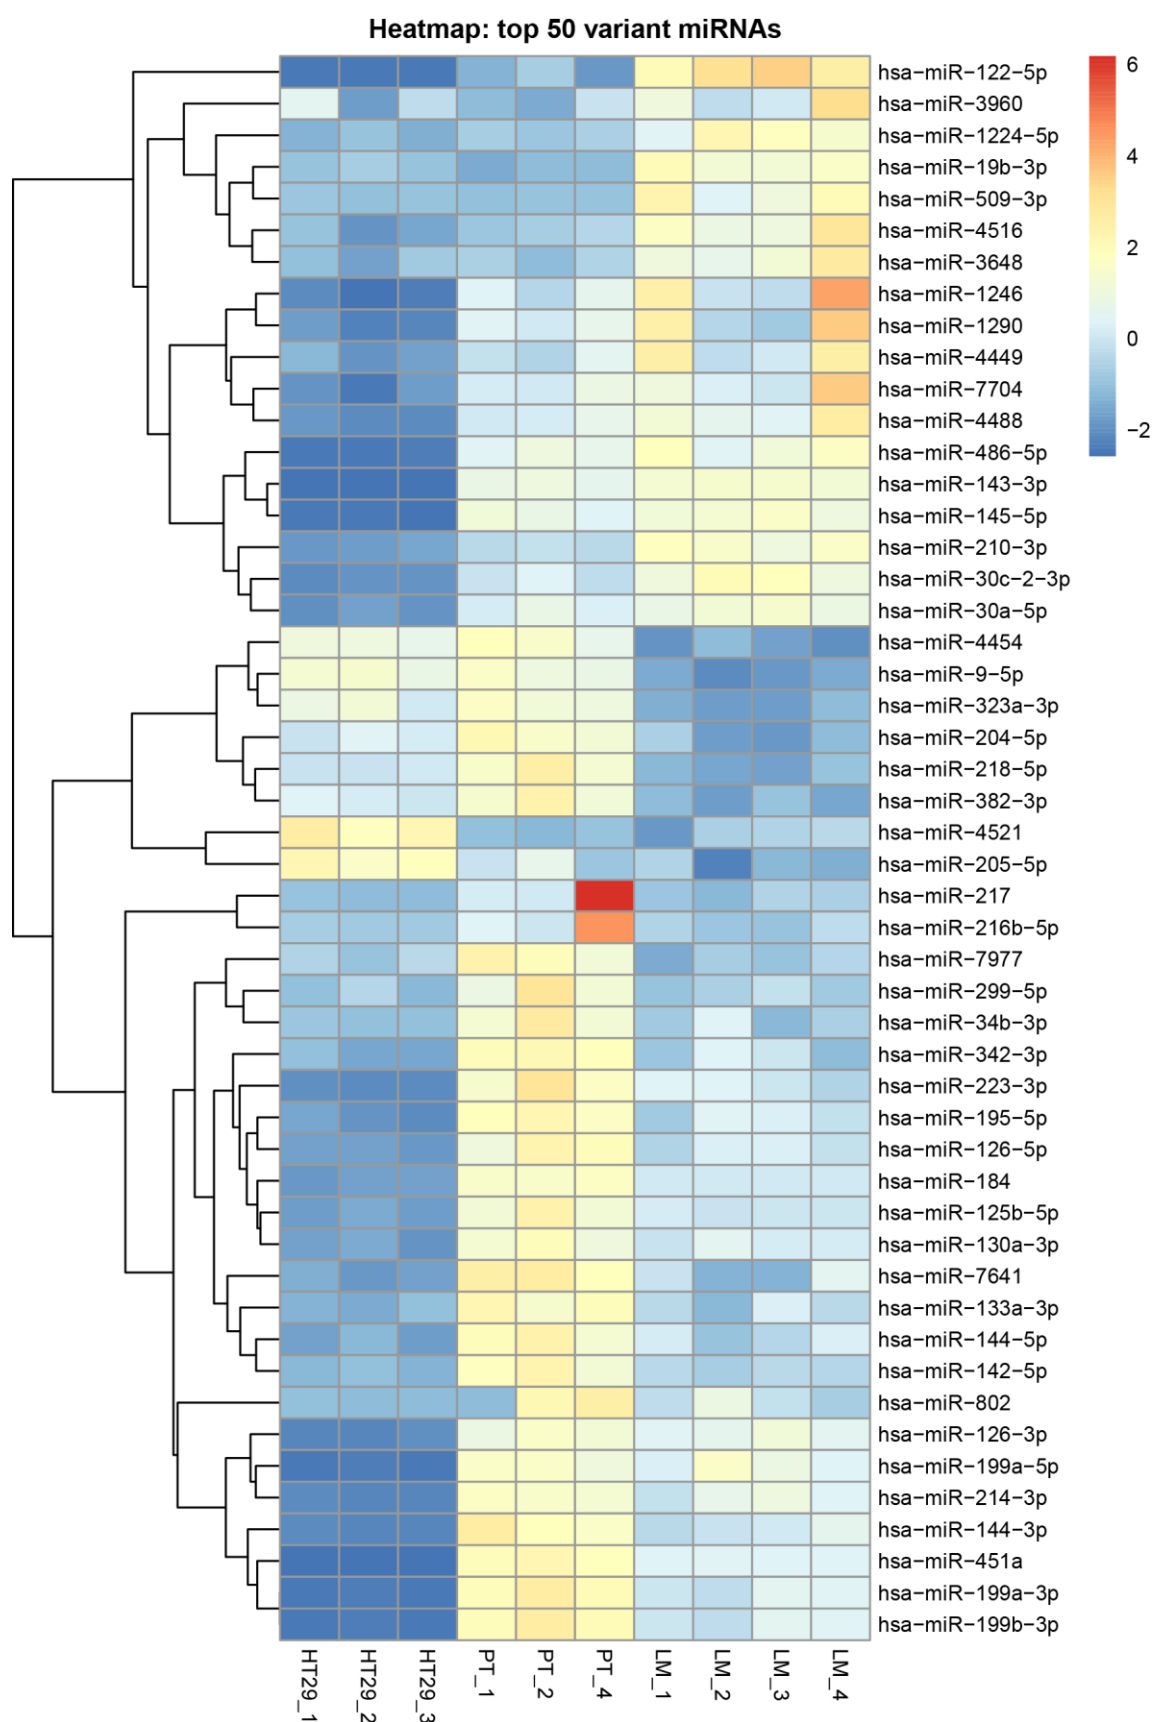 Heatmap: top 50 variant miRNAs
hsa−miR−122−5p
hsa−miR−3960
hsa−miR−1224−5p
hsa−miR−19b−3p
hsa−miR−509−3p
hsa−miR−4516
hsa−miR−3648
hsa−miR−1246
hsa−miR−1290
hsa−miR−4449
hsa−miR−7704
hsa−miR−4488
hsa−miR−486−5p
hsa−miR−143−3p
hsa−miR−145−5p
hsa−miR−210−3p
hsa−miR−30c−2−3p
hsa−miR−30a−5p
hsa−miR−4454
hsa−miR−9−5p
hsa−miR−323a−3p
hsa−miR−204−5p
hsa−miR−218−5p
hsa−miR−382−3p
hsa−miR−4521
hsa−miR−205−5p
hsa−miR−217
hsa−miR−216b−5p
hsa−miR−7977
hsa−miR−299−5p
hsa−miR−34b−3p
hsa−miR−342−3p
hsa−miR−223−3p
hsa−miR−195−5p
hsa−miR−126−5p
hsa−miR−184
hsa−miR−125b−5p
hsa−miR−130a−3p
hsa−miR−7641
hsa−miR−133a−3p
hsa−miR−144−5p
hsa−miR−142−5p
hsa−miR−802
hsa−miR−126−3p
hsa−miR−199a−5p
hsa−miR−214−3p
hsa−miR−144−3p
hsa−miR−451a
hsa−miR−199a−3p
hsa−miR−199b−3p
6
4
2
0
−2
HT29_1
HT29_2
HT29_3
PT_1
PT_2
PT_4
LM_1
LM_2
LM_3
LM_4